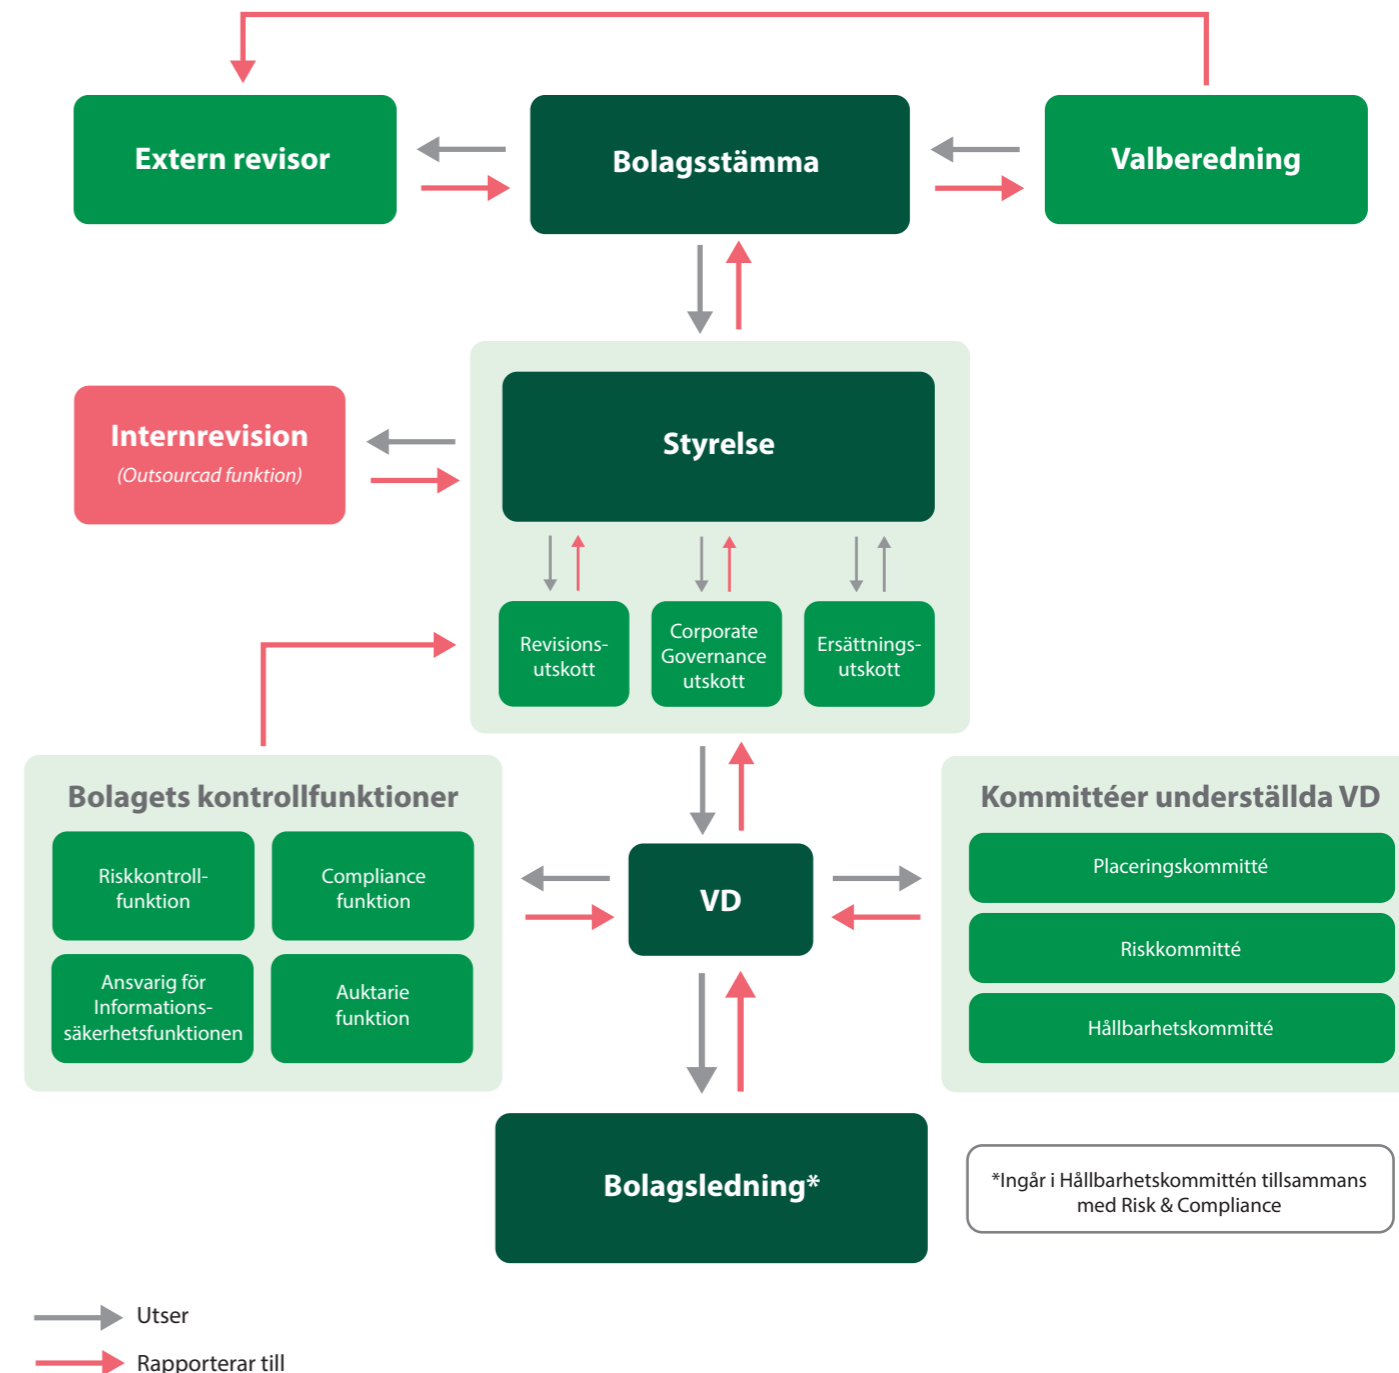 Extern revisor
Bolagsstämma
Valberedning
Internrevision
(Outsourcad funktion)
Styrelse
Revisions-
utskott
Corporate
Governance
utskott
Ersättnings-
utskott
Bolagets kontrollfunktioner
Riskkontroll-
funktion
Compliance
funktion
Ansvarig för
Informations-
säkerhetsfunktionen
Auktarie
funktion
VD
Kommittéer underställda VD
Placeringskommitté
Riskkommitté
Hållbarhetskommitté
Bolagsledning*
*Ingår i Hållbarhetskommittén tillsammans
med Risk & Compliance
Utser
Rapporterar till